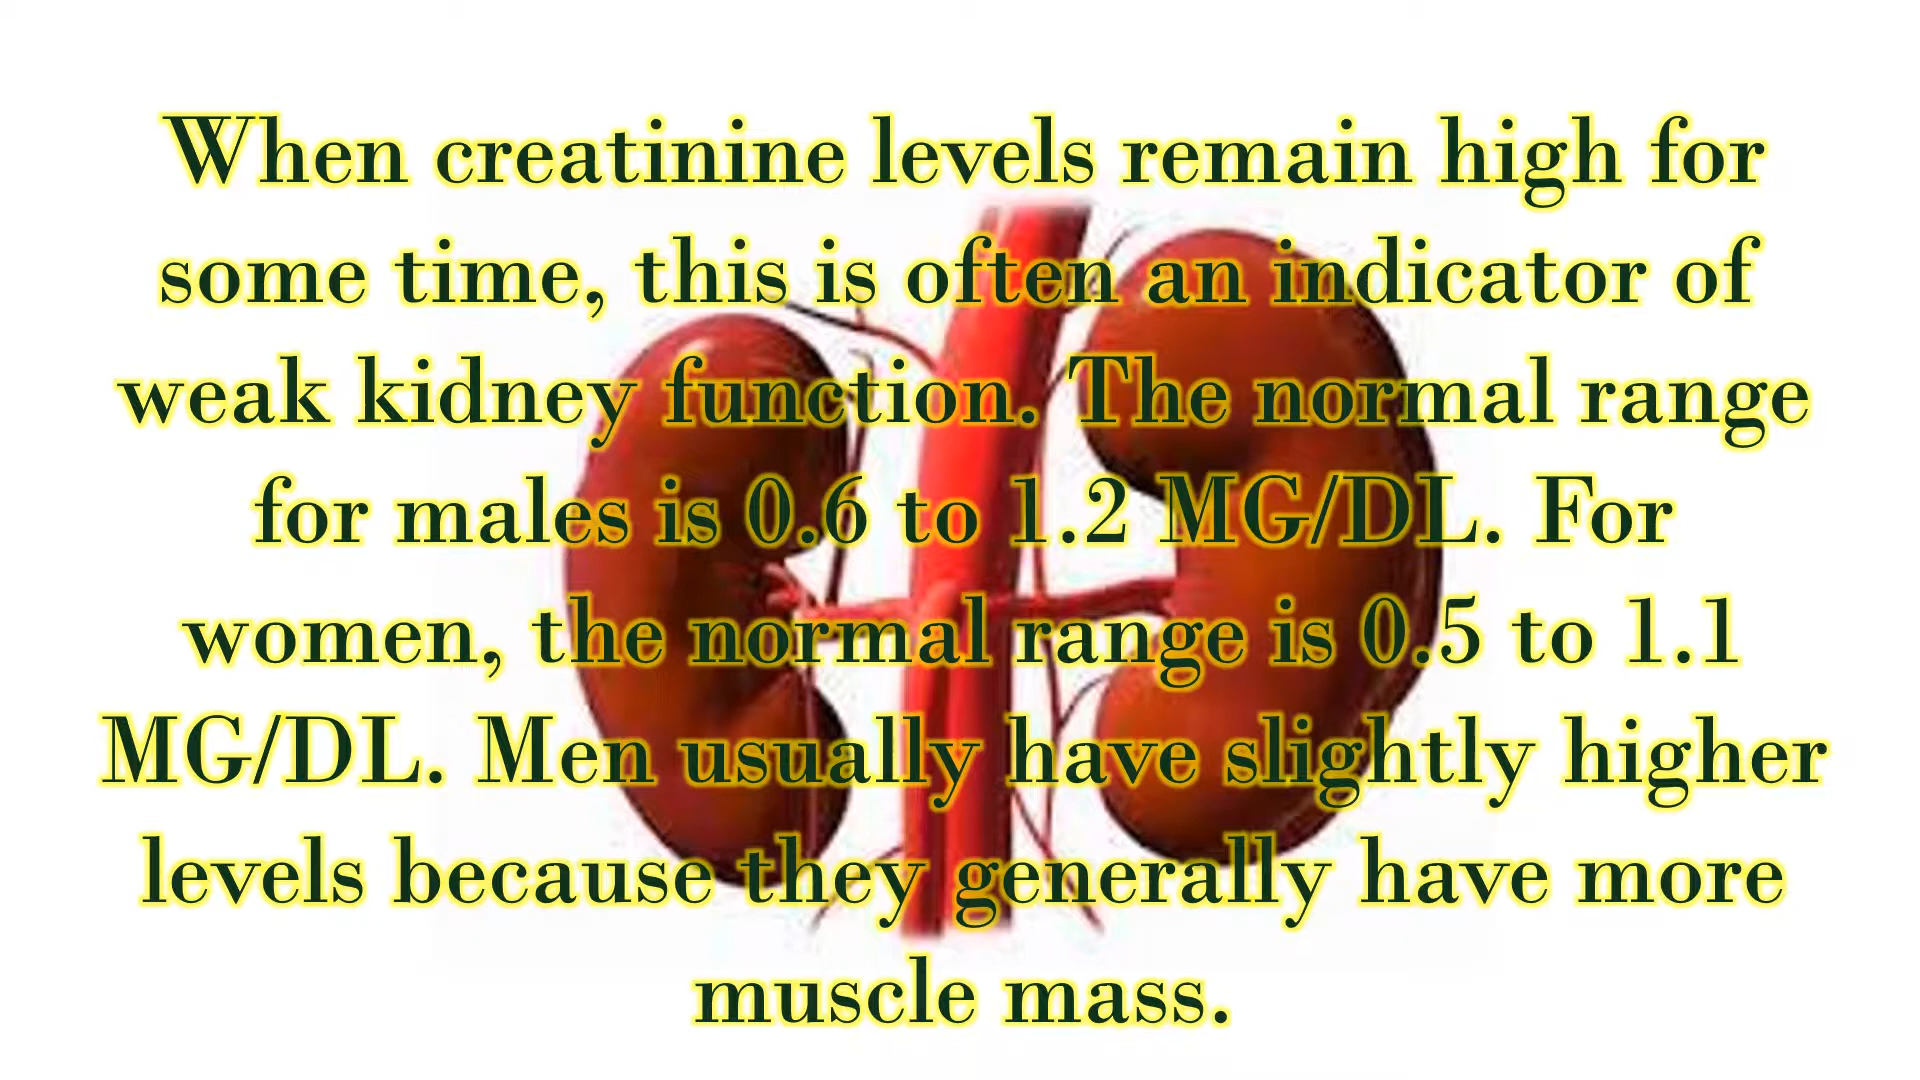 When creatinine levels remain high for
some time, this is often an indicator of
weak kidney function. The normal range
for males is 0.6 to 1.2 MG/DL. For
women, the normal range is 0.5 to 1.1
MG/DL. Men usually have slightly higher
levels because they generally have more
muscle mass.